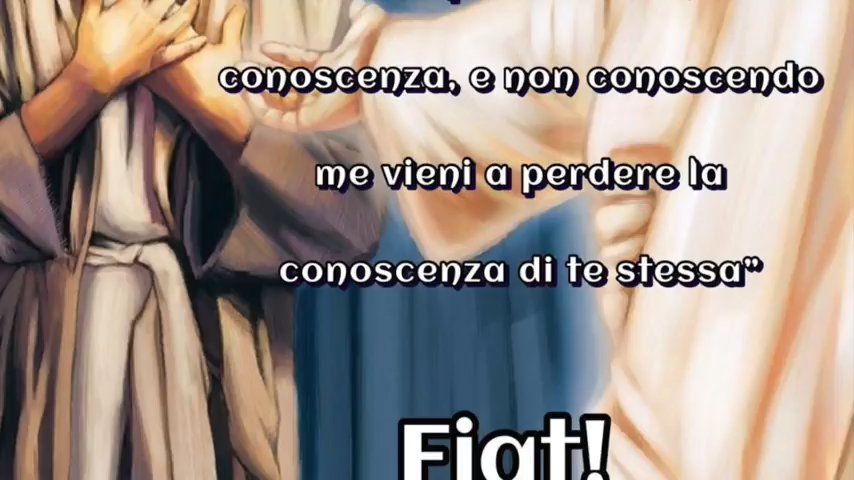 conoscenza, e non conoscendo
me vieni a perdere la
conoscenza di te stessa”
Fiat!